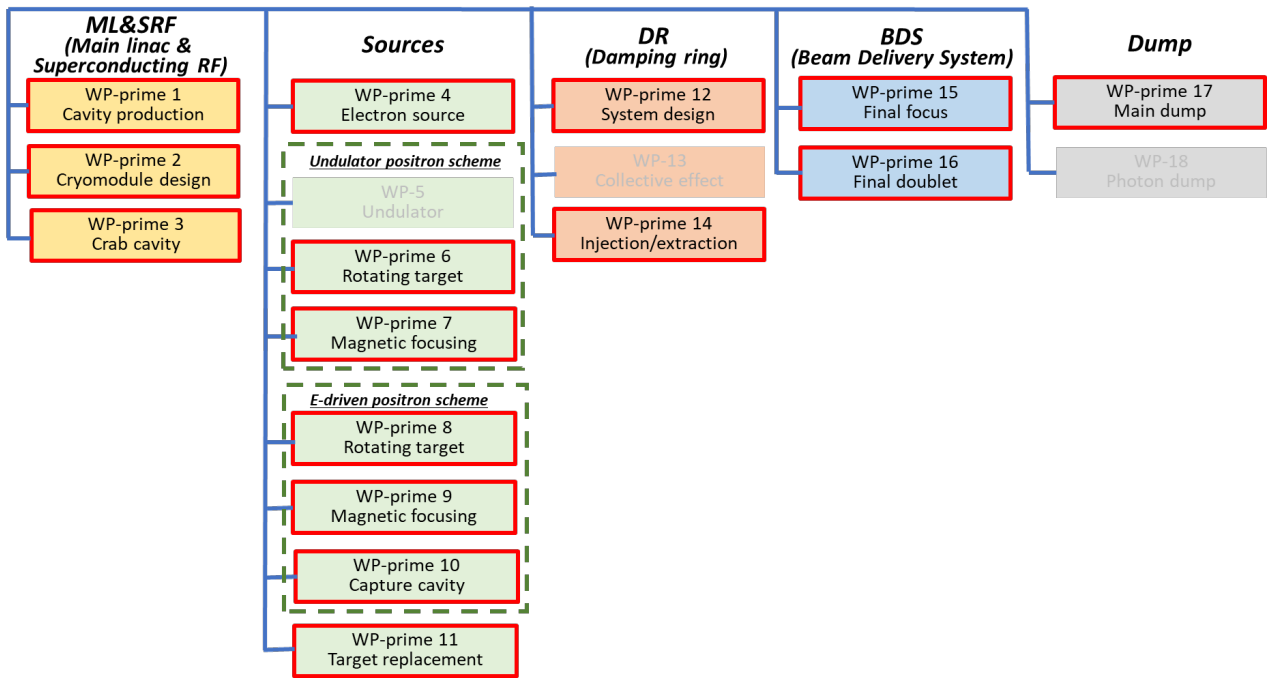 ML&SRF
(Main linac &
Superconducting RF)
WP-prime 1
Cavity production
WP-prime 2
Cryomodule design
WP-prime 3
Crab cavity
Sources
WP-prime 4
Electron source
Undulator positron scheme
WP-5
Undulator
WP-prime 6
Rotating target
WP-prime 7
Magnetic focusing
E-driven positron scheme
WP-prime 8
Rotating target
WP-prime 9
Magnetic focusing
WP-prime 10
Capture cavity
WP-prime 11
Target replacement
DR
(Damping ring)
WP-prime 12
System design
WP-13
Collective effect
WP-prime 14
Injection/extraction
BDS
(Beam Delivery System)
WP-prime 15
Final focus
WP-prime 16
Final doublet
Dump
WP-prime 17
Main dump
WP-18
Photon dump